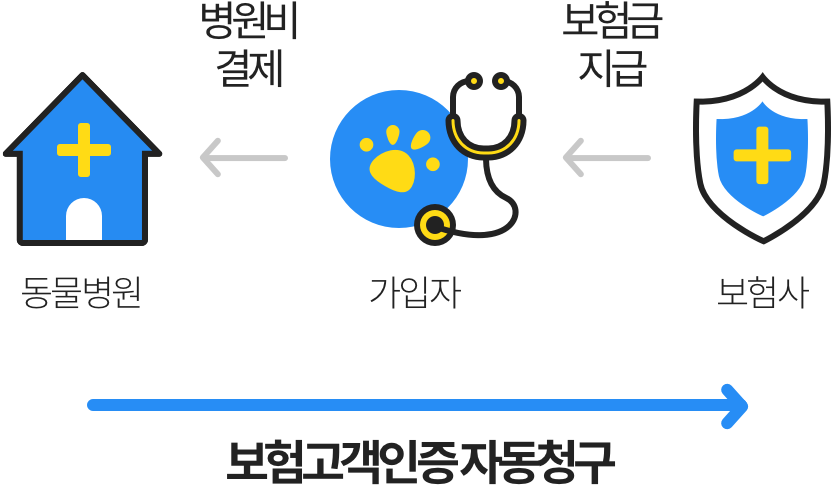 병원비
결제
보험금
지급
동물병원
가입자
보험사
보험고객인증 자동청구